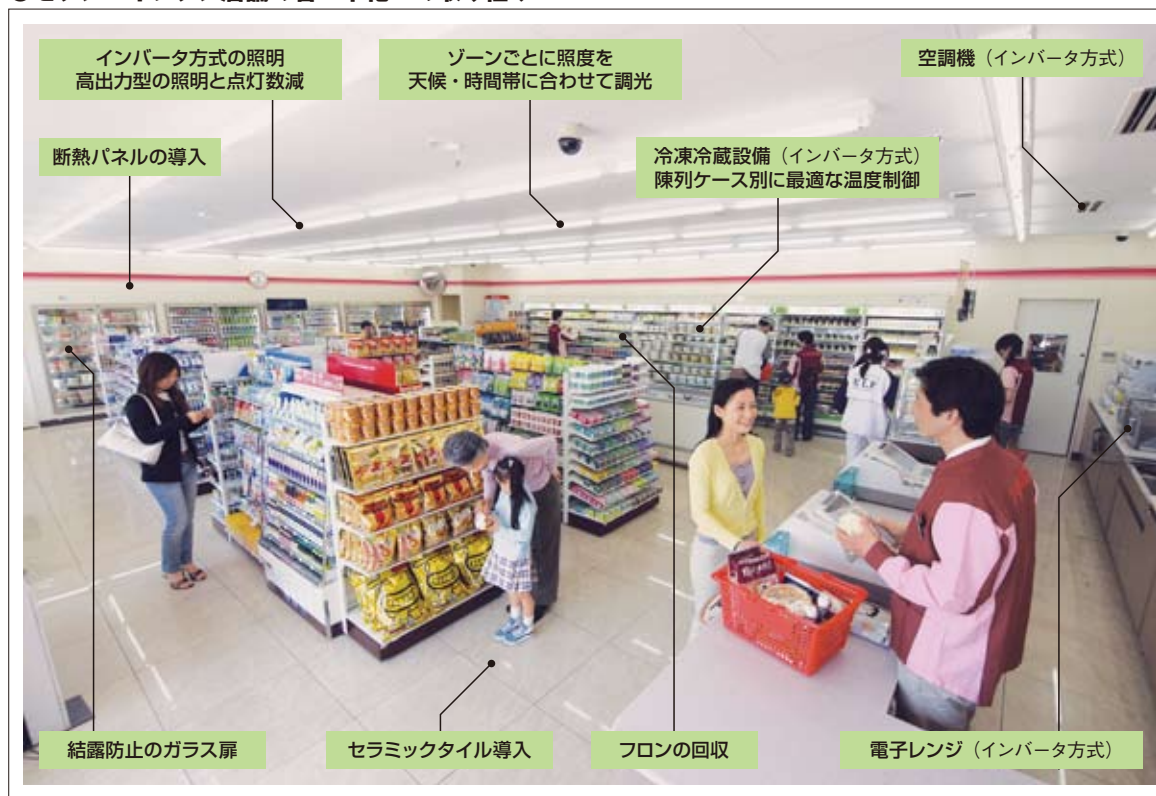 インバータ方式の照明
高出力型の照明と点灯数減
ゾーンごとに照度を
天候・時間帯に合わせて調光
空調機（インバータ方式）
断熱パネルの導入
冷凍冷蔵設備（インバータ方式）
陳列ケース別に最適な温度制御
結露防止のガラス扉
セラミックタイル導入
フロンの回収
電子レンジ（インバータ方式）